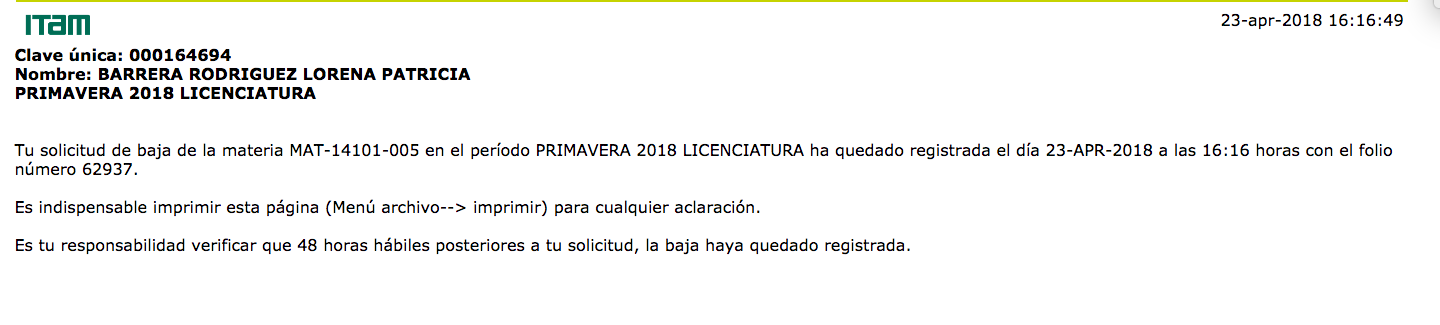 ITAM
23-apr-2018 16:16:49
Clave única: 000164694
Nombre: BARRERA RODRIGUEZ LORENA PATRICIA
PRIMAVERA 2018 LICENCIATURA
Tu solicitud de baja de la materia MAT-14101-005 en el período PRIMAVERA 2018 LICENCIATURA ha quedado registrada el día 23-APR-2018 a las 16:16 horas con el folio
número 62937.
Es indispensable imprimir esta página (Menú archivo--> imprimir) para cualquier aclaración.
Es tu responsabilidad verificar que 48 horas hábiles posteriores a tu solicitud, la baja haya quedado registrada.